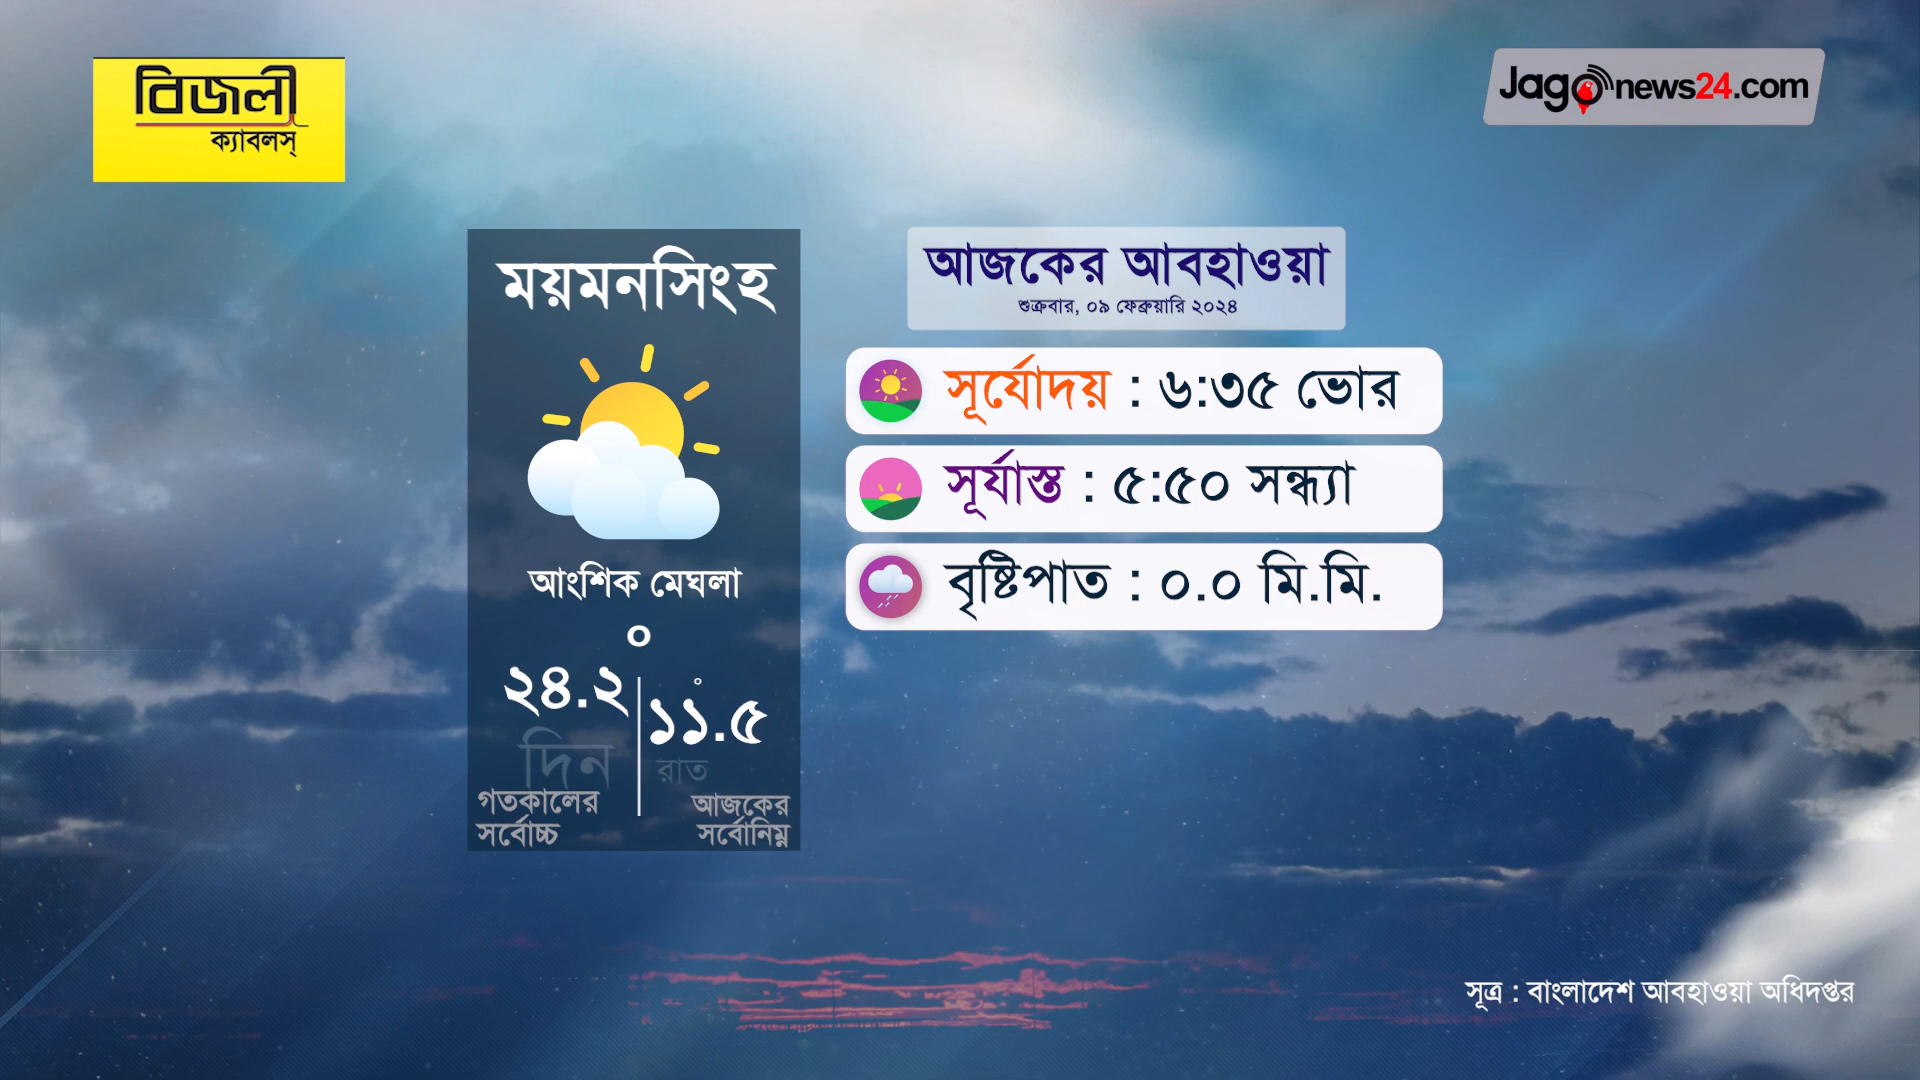 বিজলী
ক্যাবলস্
Jagonews24.com
ময়মনসিংহ
আংশিক মেঘলা
২৪.২°
দিন
গতকালের
সর্বোচ্চ
১১.৫°
রাত
আজকের
সর্বোনিম্ন
আজকের আবহাওয়া
শুক্রবার, ০৯ ফেব্রুয়ারি ২০২৪
সূর্যোদয় : ৬:৩৫ ভোর
সূর্যাস্ত : ৫:৫০ সন্ধ্যা
বৃষ্টিপাত : ০.০ মি.মি.
সূত্র : বাংলাদেশ আবহাওয়া অধিদপ্তর